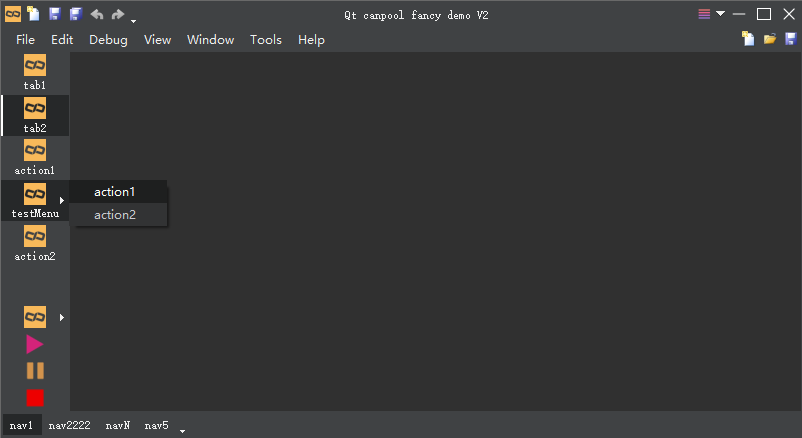 Qt canpool fancy demo V2
File Edit Debug View Window Tools Help
tab1
tab2
action1
testMenu
action1
action2
action2
nav1 nav2222 navN nav5